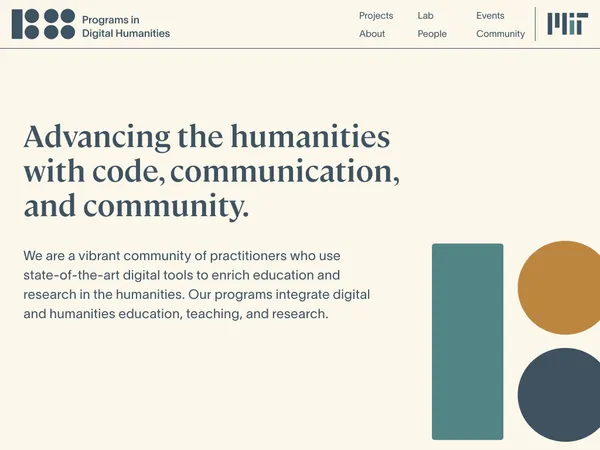 Programs in
Digital Humanities
Projects
Lab
Events
About
People
Community
MIT
Advancing the humanities
with code, communication,
and community.
We are a vibrant community of practitioners who use
state-of-the-art digital tools to enrich education and
research in the humanities. Our programs integrate digital
and humanities education, teaching, and research.